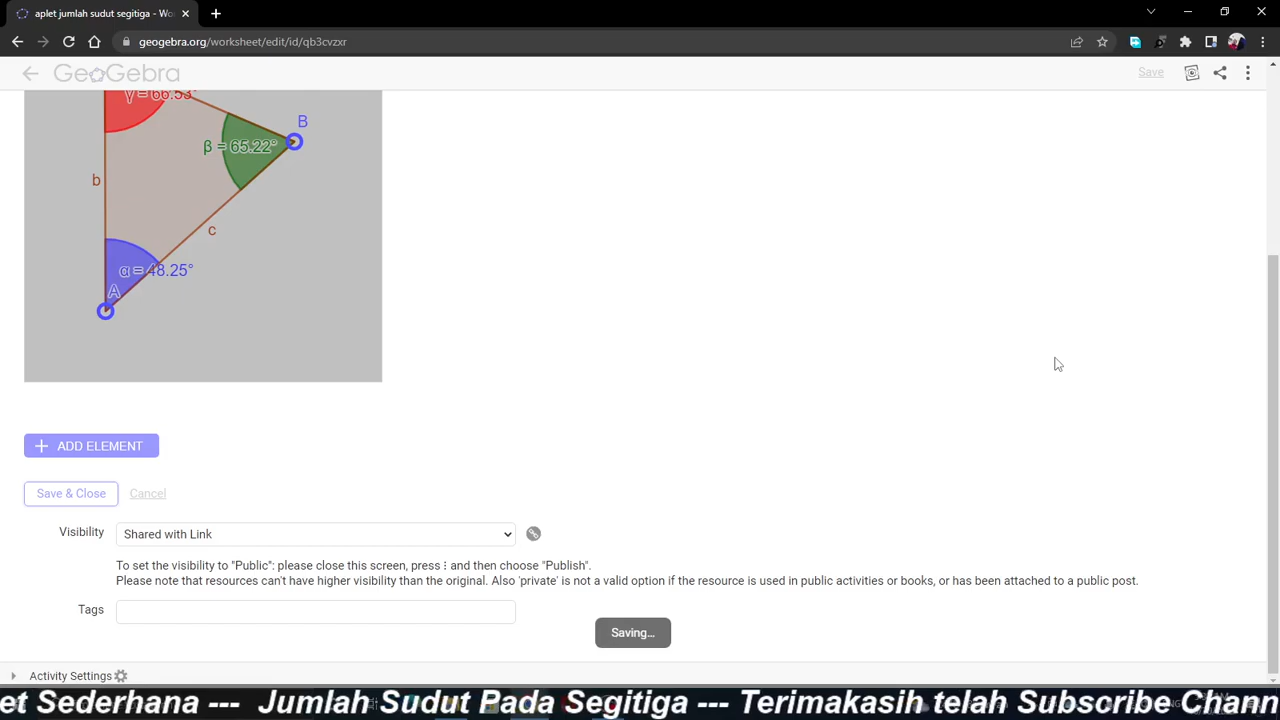 aplet jumlah sudut segitiga - Wo
geogebra.org/worksheet/edit/id/qb3cvzxr
GeoGebra
Save
γ = 66.53°
B
β = 65.22°
b
c
α = 48.25°
A
+ ADD ELEMENT
Save & Close Cancel
Visibility Shared with Link
To set the visibility to "Public": please close this screen, press ⋮ and then choose "Publish".
Please note that resources can't have higher visibility than the original. Also 'private' is not a valid option if the resource is used in public activities or books, or has been attached to a public post.
Tags
Saving...
Activity Settings
et Sederhana --- Jumlah Sudut Pada Segitiga --- Terimakasih telah Subscribe Chann